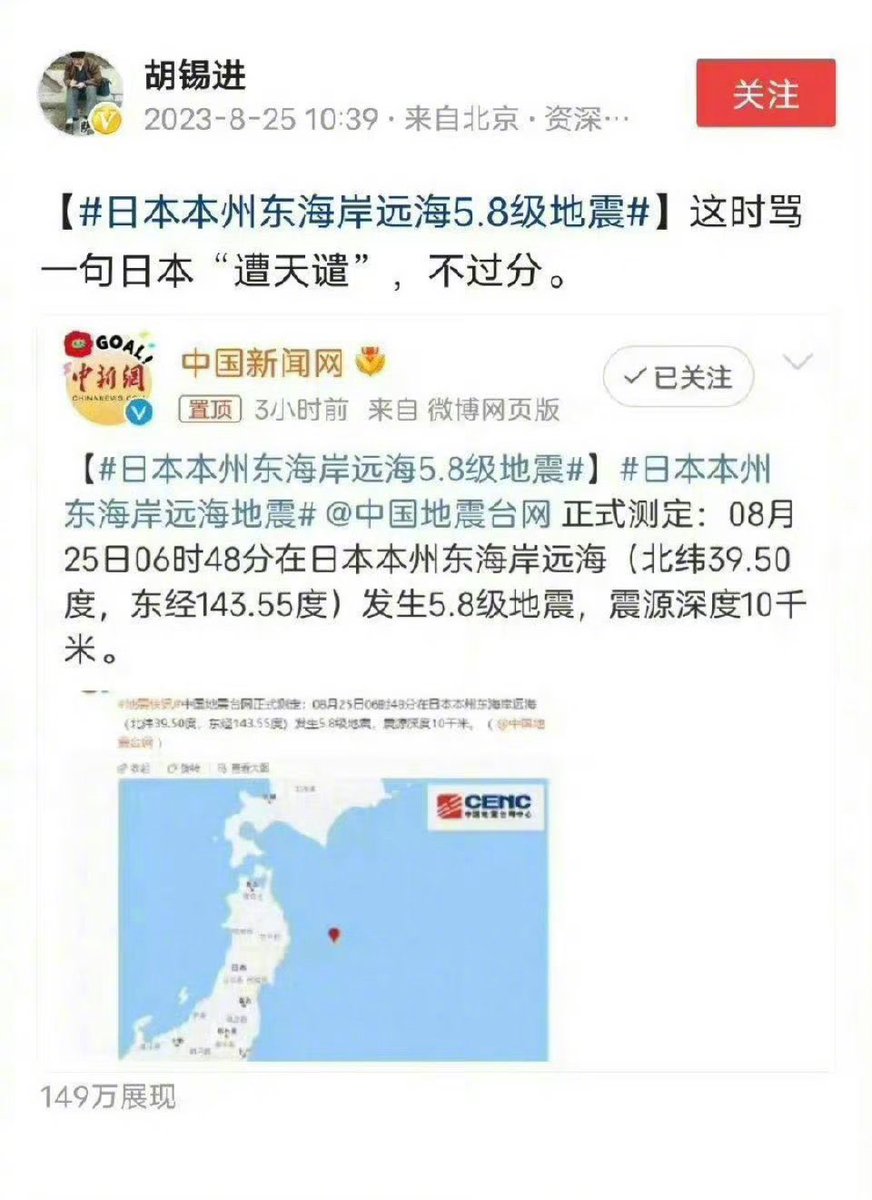 胡锡进
2023-8-25 10:39 · 来自北京 · 资深…
关注
【#日本本州东海岸远海5.8级地震#】这时骂
一句日本“遭天谴”，不过分。
GOAL!
中新網
中国新闻网
已关注
置顶 3小时前 来自 微博网页版
【#日本本州东海岸远海5.8级地震#】#日本本州
东海岸远海地震# @中国地震台网 正式测定：08月
25日06时48分在日本本州东海岸远海（北纬39.50
度，东经143.55度）发生5.8级地震，震源深度10千
米。
#地震快讯#中国地震台网正式测定：08月25日06时48分在日本本州东海岸远海
（北纬39.50度，东经143.55度）发生5.8级地震，震源深度10千米。（@中国地
震台网）
收起 查看大图
CENC
中国地震台网中心
日本
149万展现